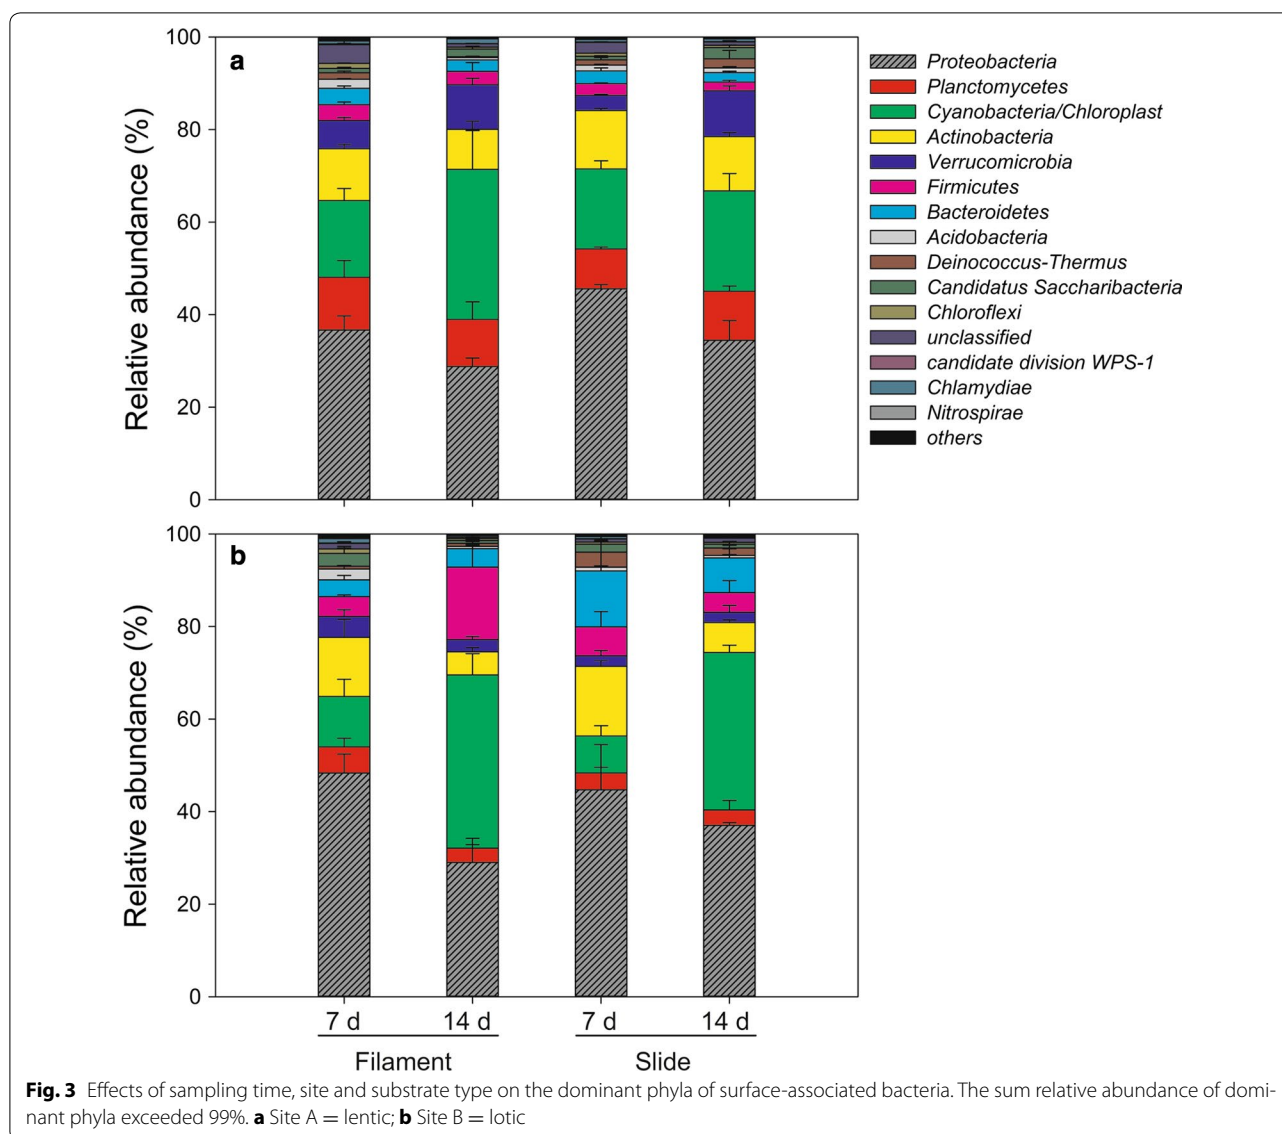 a
100
80
60
40
20
0
Relative abundance (%)
Proteobacteria
Planctomycetes
Cyanobacteria/Chloroplast
Actinobacteria
Verrucomicrobia
Firmicutes
Bacteroidetes
Acidobacteria
Deinococcus-Thermus
Candidatus Saccharibacteria
Chloroflexi
unclassified
candidate division WPS-1
Chlamydiae
Nitrospirae
others
b
100
80
60
40
20
0
Relative abundance (%)
7 d 14 d 7 d 14 d
Filament Slide
Fig. 3 Effects of sampling time, site and substrate type on the dominant phyla of surface-associated bacteria. The sum relative abundance of domi-
nant phyla exceeded 99%. a Site A = lentic; b Site B = lotic